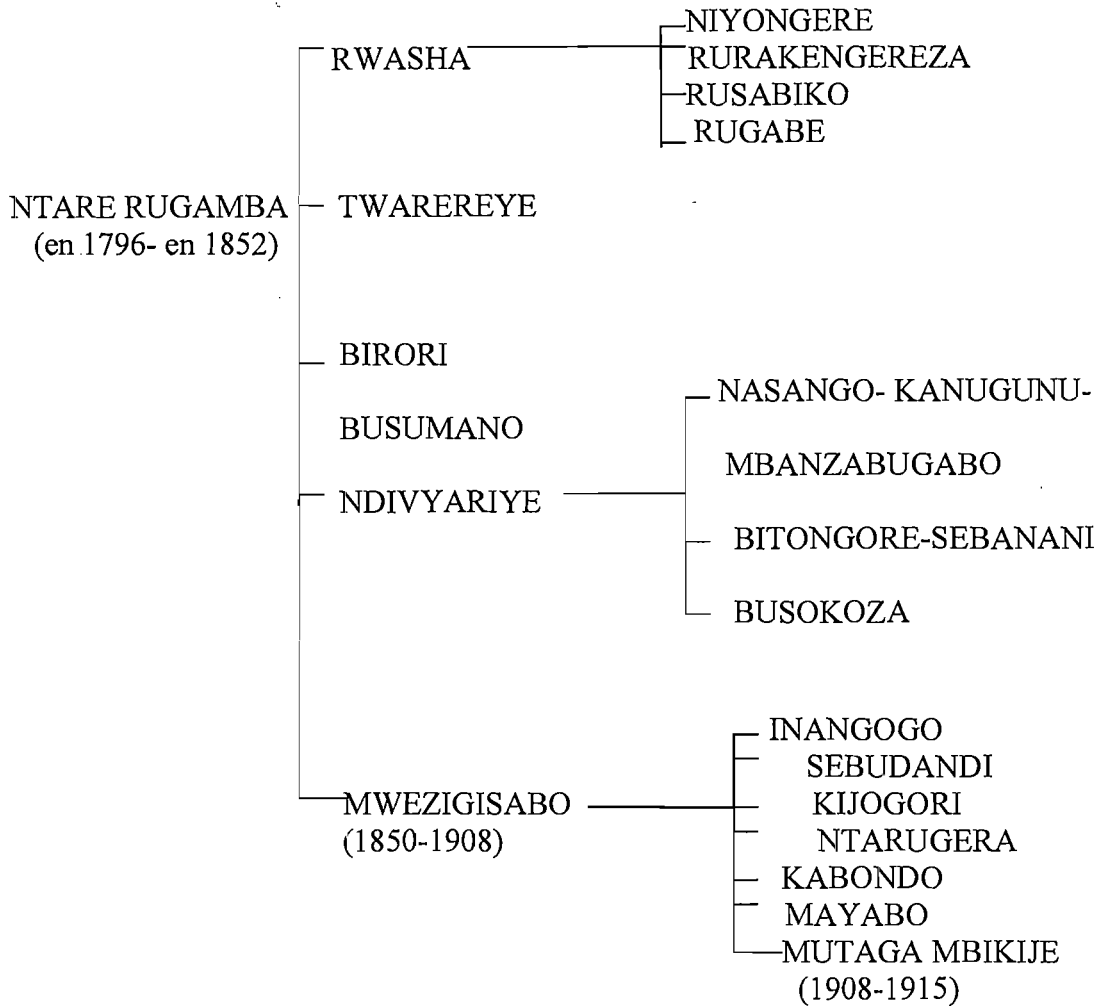 NIYONGERE
RWASHA
RURAKENGEREZA
RUSABIKO
RUGABE
NTARE RUGAMBA
TWAREREYE
(en 1796- en 1852)
BIRORI
NASANGO- KANUGUNU-
BUSUMANO
MBANZABUGABO
NDIVYARIYE
BITONGORE-SEBANANI
BUSOKOZA
INANGOGO
SEBUDANDI
MWEZIGISABO
KIJOGORI
(1850-1908)
NTARUGERA
KABONDO
MAYABO
MUTAGA MBIKIJE
(1908-1915)